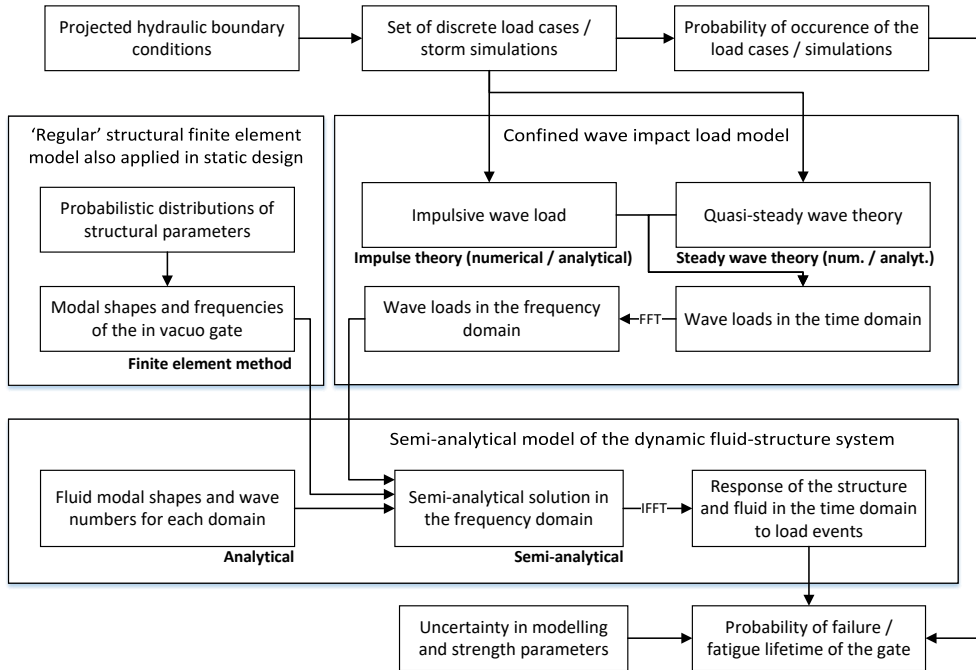 Projected hydraulic boundary
conditions
Set of discrete load cases /
storm simulations
Probability of occurence of the
load cases / simulations
'Regular' structural finite element
model also applied in static design
Probabilistic distributions of
structural parameters
Modal shapes and frequencies
of the in vacuo gate
Finite element method
Confined wave impact load model
Impulsive wave load
Impulse theory (numerical / analytical)
Quasi-steady wave theory
Steady wave theory (num. / analyt.)
Wave loads in the frequency
domain
FFT
Wave loads in the time domain
Semi-analytical model of the dynamic fluid-structure system
Fluid modal shapes and wave
numbers for each domain
Analytical
Semi-analytical solution in
the frequency domain
Semi-analytical
IFFT
Response of the structure
and fluid in the time domain
to load events
Uncertainty in modelling
and strength parameters
Probability of failure /
fatigue lifetime of the gate